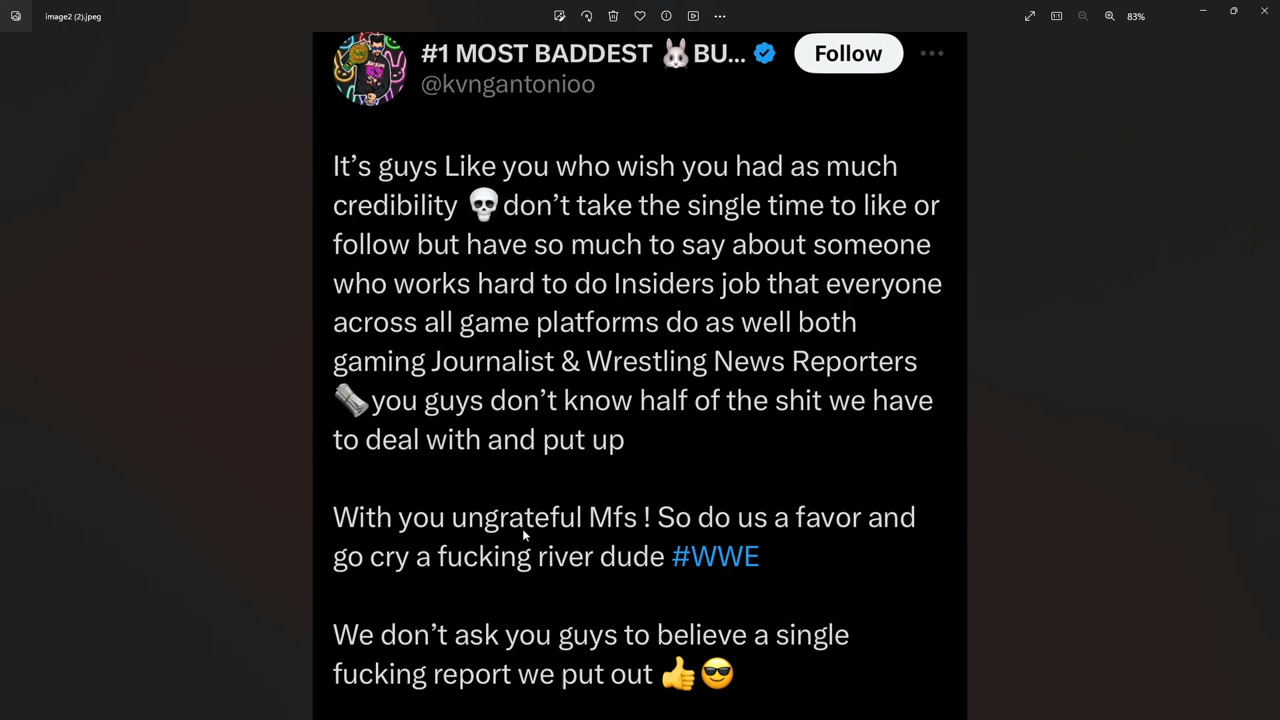 image2 (2).jpeg
83%
#1 MOST BADDEST 🐰BU...
Follow
@kvngantonioo
It’s guys Like you who wish you had as much
credibility 💀don’t take the single time to like or
follow but have so much to say about someone
who works hard to do Insiders job that everyone
across all game platforms do as well both
gaming Journalist & Wrestling News Reporters
🗞️you guys don’t know half of the shit we have
to deal with and put up
With you ungrateful Mfs ! So do us a favor and
go cry a fucking river dude #WWE
We don’t ask you guys to believe a single
fucking report we put out 👍😎